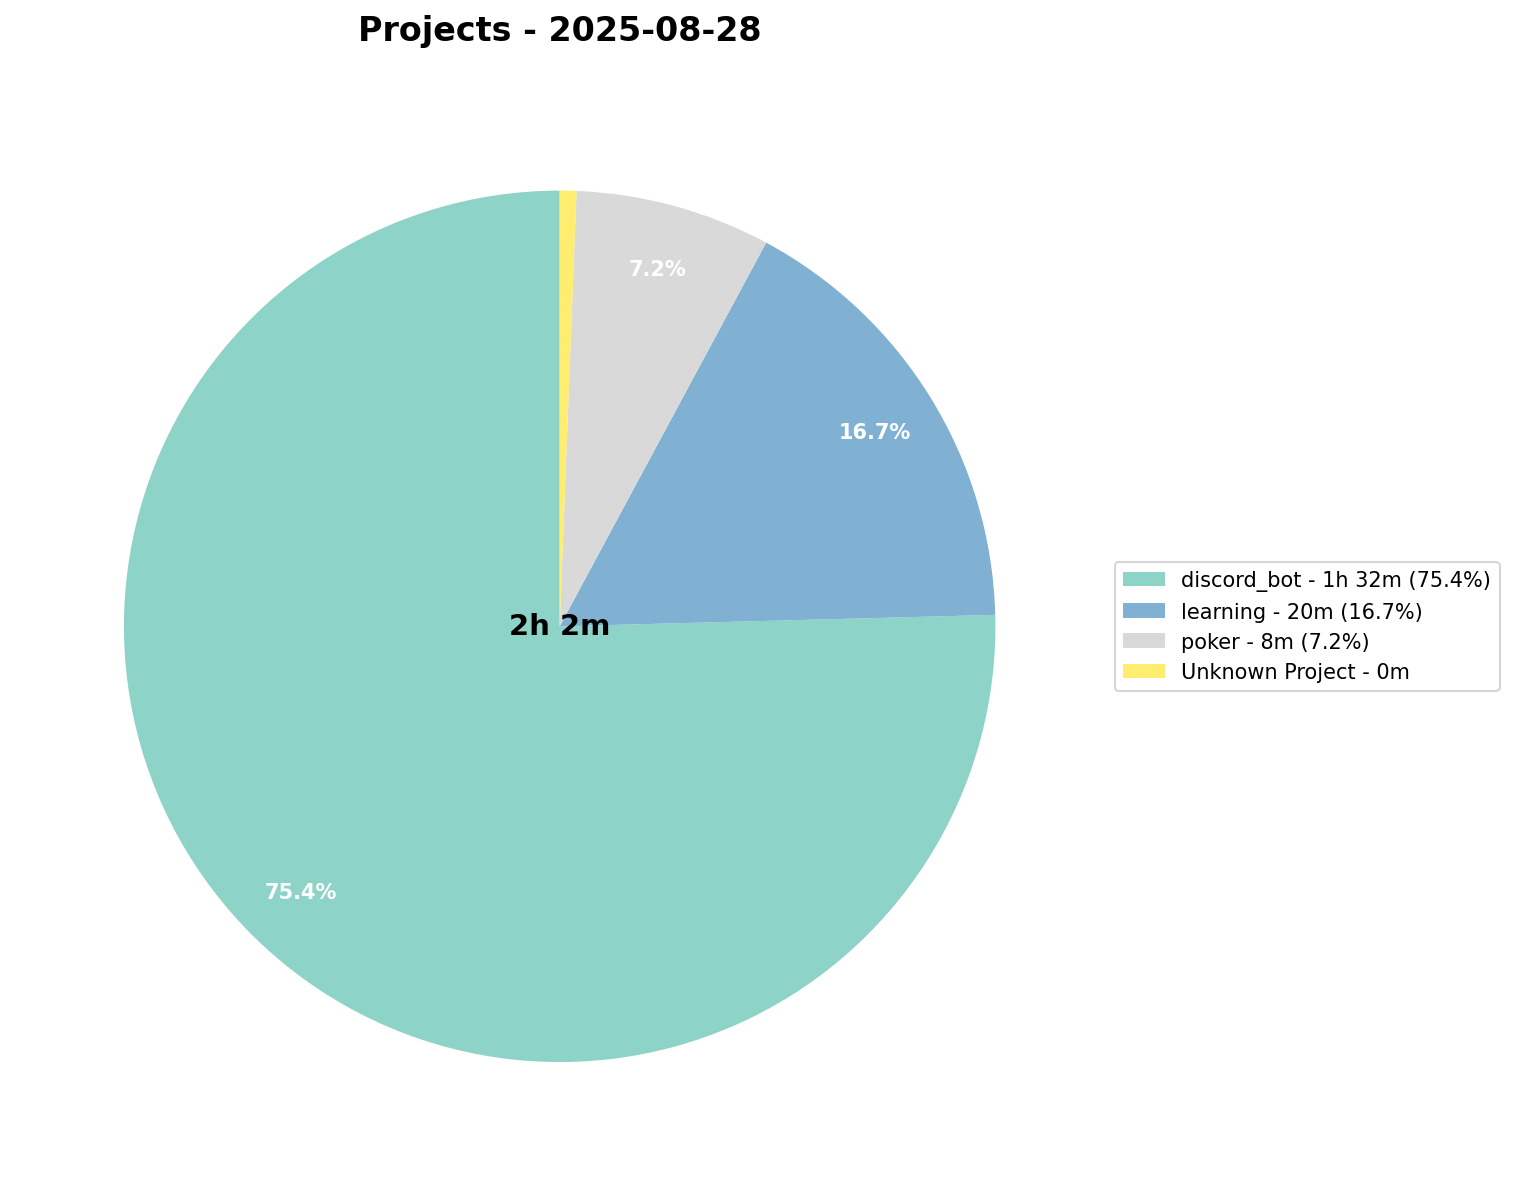 Projects - 2025-08-28
7.2%
16.7%
2h 2m
75.4%
discord_bot - 1h 32m (75.4%)
learning - 20m (16.7%)
poker - 8m (7.2%)
Unknown Project - 0m